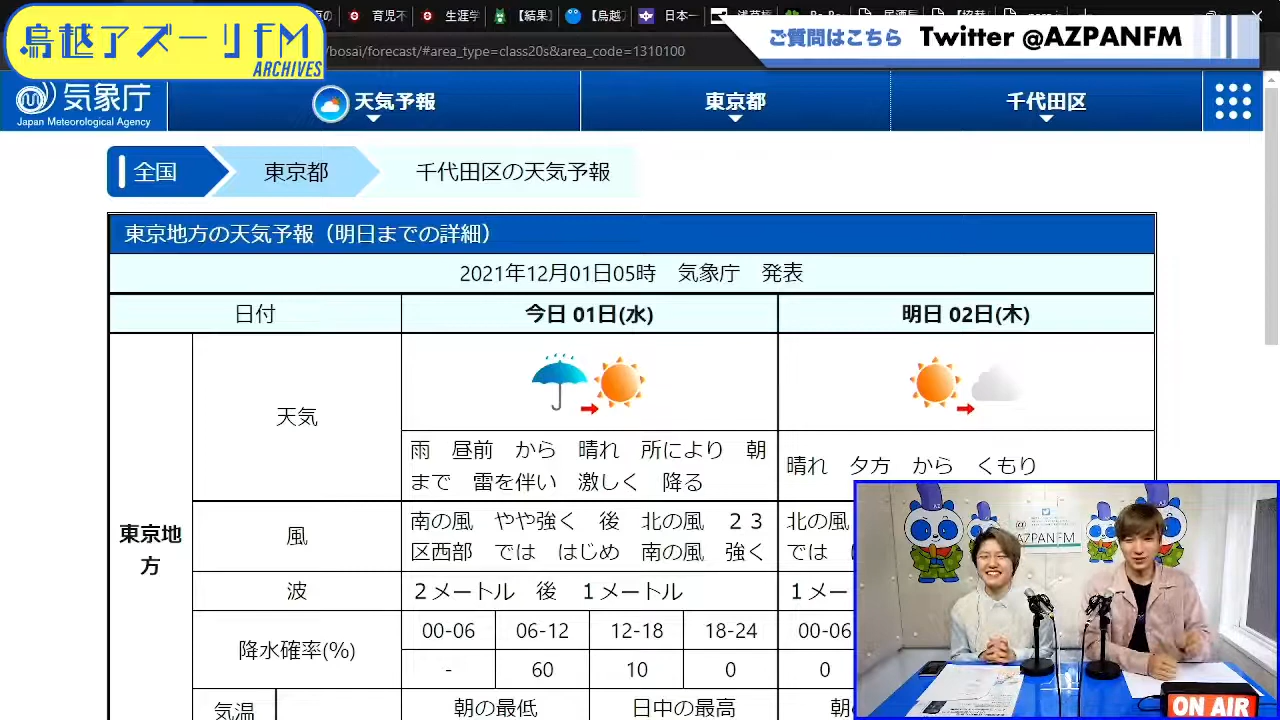 鳥越アズーリFM
ARCHIVES
育児不
生涯学
【結果】
日本一
ご質問はこちら Twitter @AZPANFM
/bosai/forecast/#area_type=class20s&area_code=1310100
気象庁
Japan Meteorological Agency
天気予報
東京都
千代田区
全国
東京都
千代田区の天気予報
東京地方の天気予報（明日までの詳細）
2021年12月01日05時 気象庁 発表
日付
今日 01日(水)
明日 02日(木)
東京地方
天気
雨 昼前 から 晴れ 所により 朝
まで 雷を伴い 激しく 降る
晴れ 夕方 から くもり
風
南の風 やや強く 後 北の風 ２３
区西部 では はじめ 南の風 強く
北の風
では
波
２メートル 後 １メートル
１メー
降水確率(%)
00-06 06-12 12-18 18-24 00-06
- 60 10 0 0
気温
朝の最低
日中の最高
AZPANFM
ON AIR